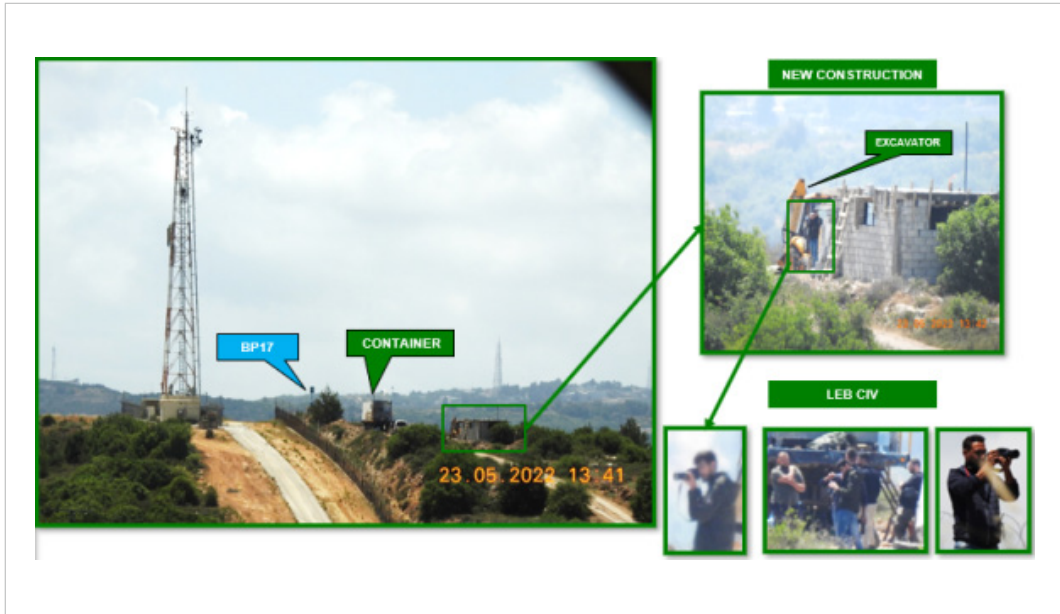 NEW CONSTRUCTION
EXCAVATOR
BP17
CONTAINER
23.05.2022 13 41
LEB CIV